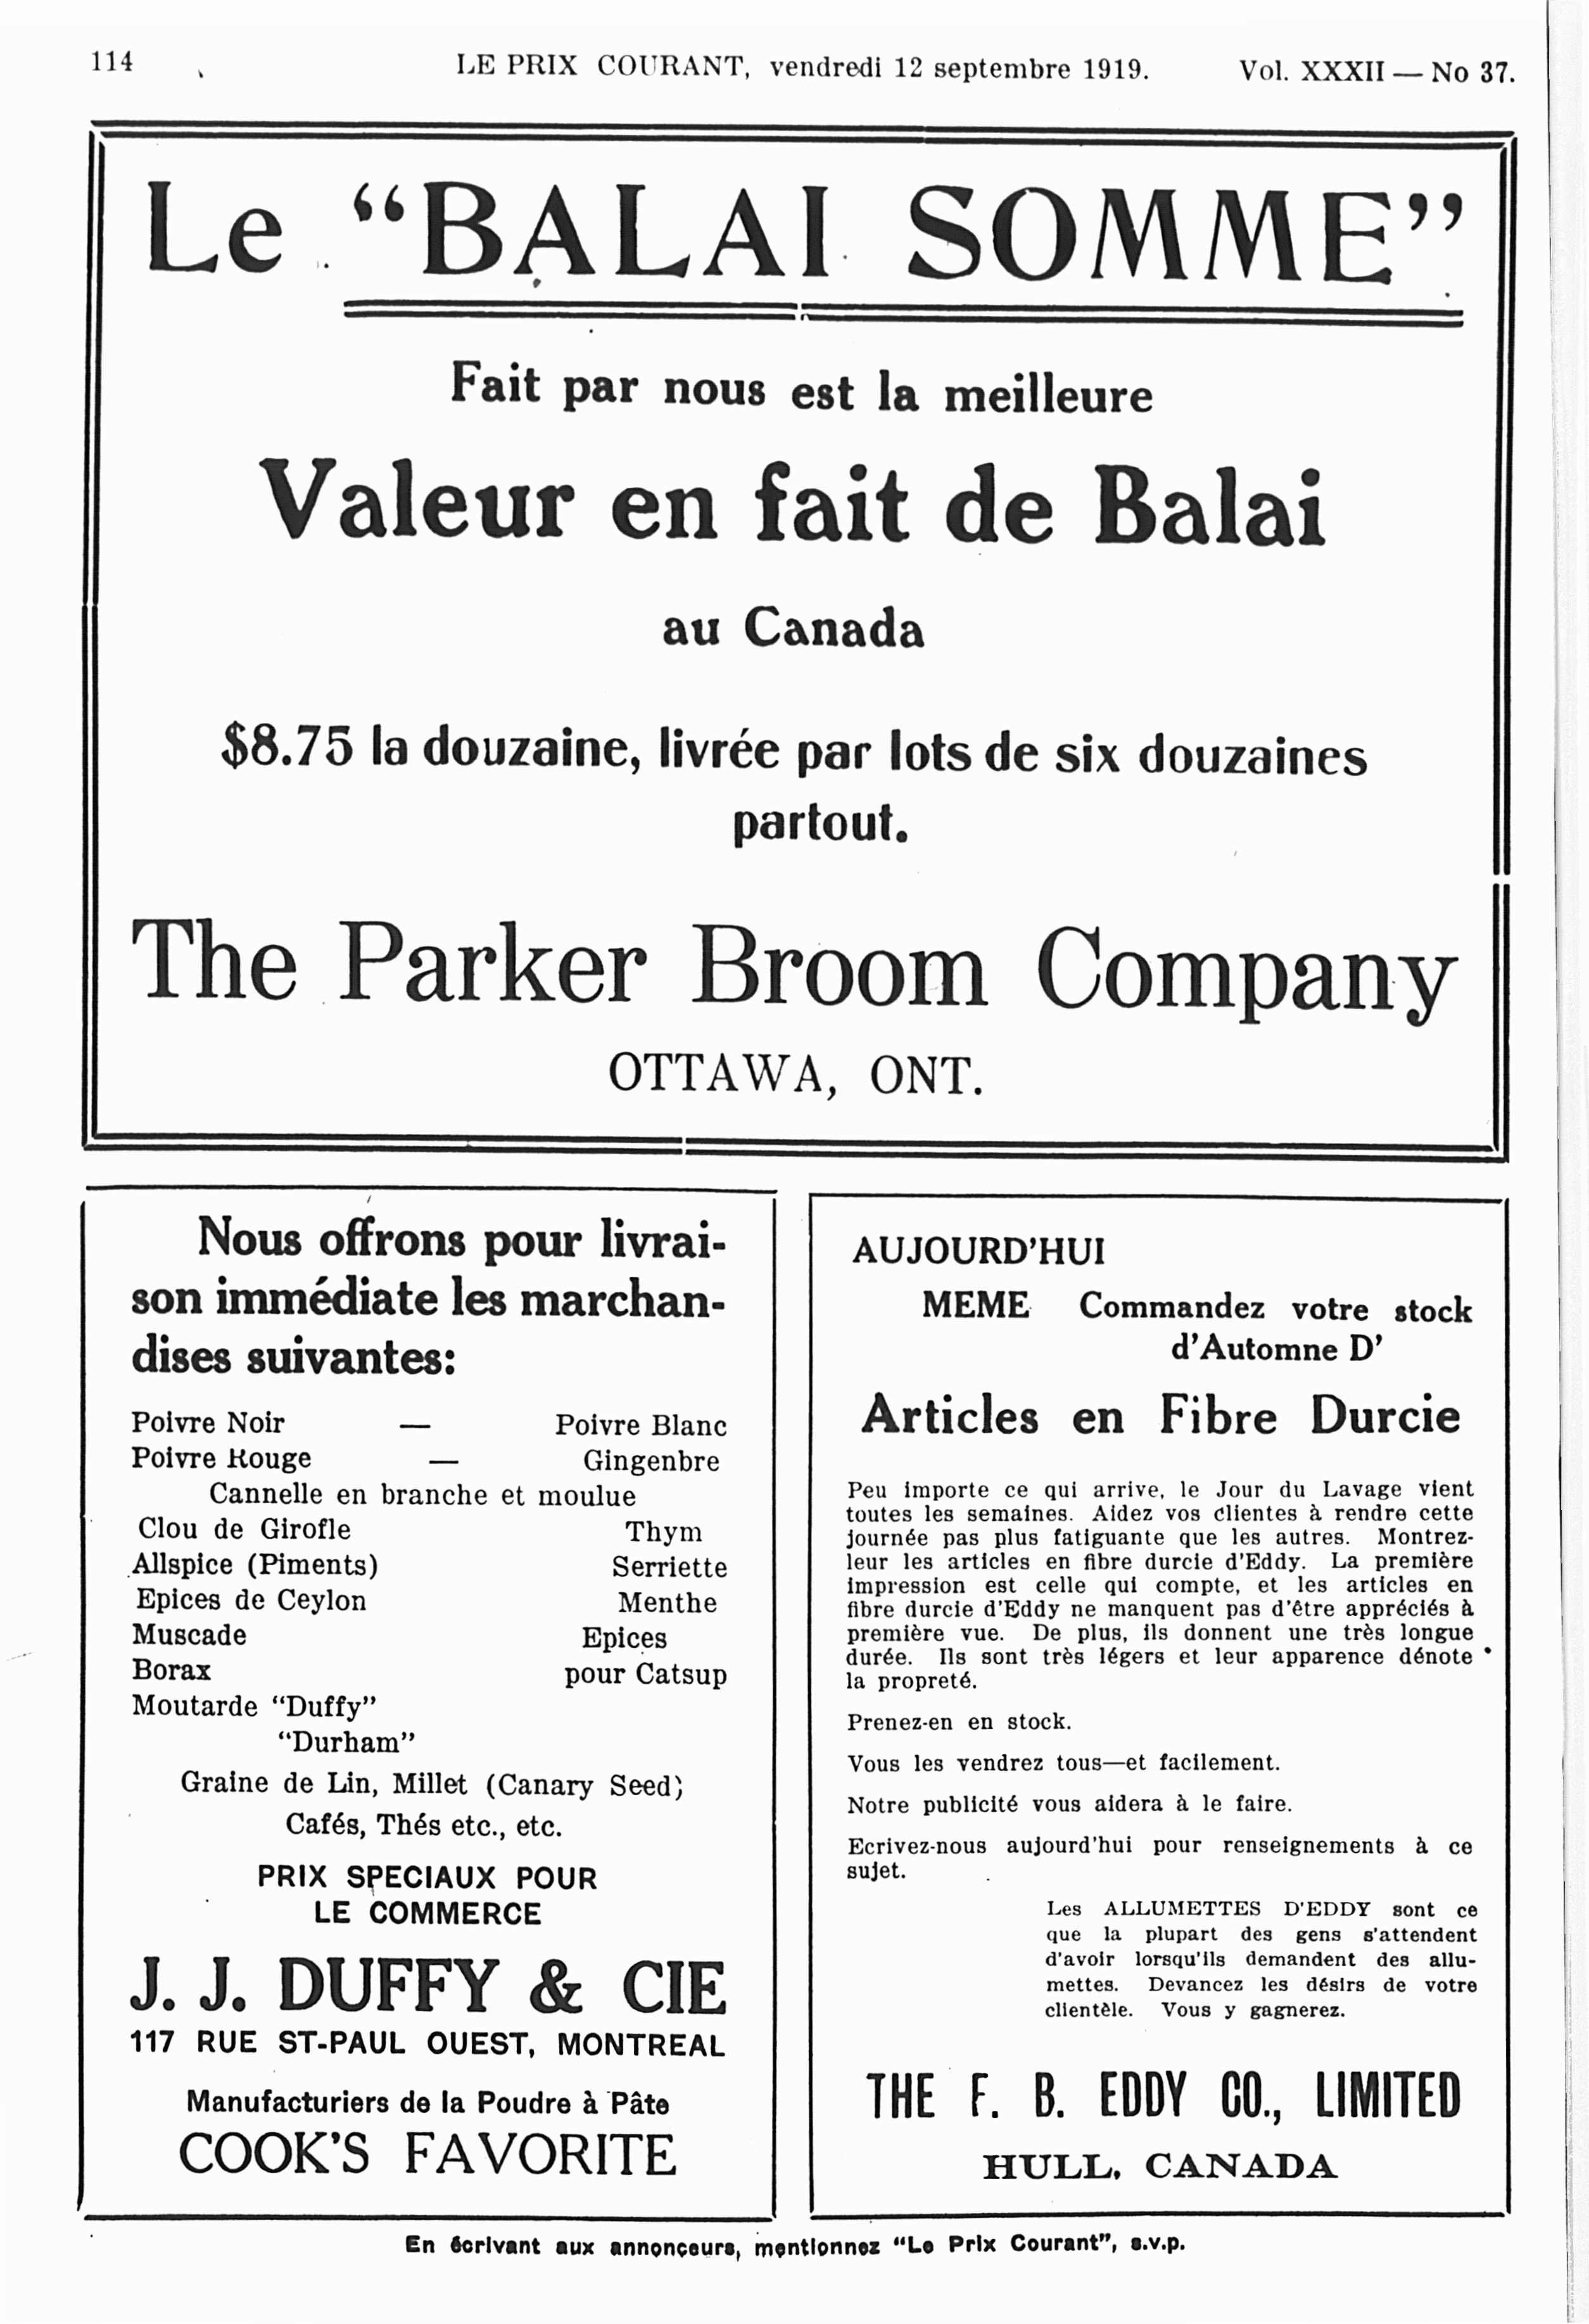 114
LE PRIX COURANT, vendredi 12 septembre 1919.
Vol. XXXII — No 37.
Le "BALAI SOMME"
Fait par nous est la meilleure
Valeur en fait de Balai
au Canada
$8.75 la douzaine, livrée par lots de six douzaines
partout.
The Parker Broom Company
OTTAWA, ONT.
Nous offrons pour livrai-
son immédiate les marchan-
dises suivantes:
Poivre Noir — Poivre Blanc
Poivre Rouge — Gingenbre
Cannelle en branche et moulue
Clou de Girofle Thym
Allspice (Piments) Serriette
Epices de Ceylon Menthe
Muscade Epices
Borax pour Catsup
Moutarde "Duffy"
"Durham"
Graine de Lin, Millet (Canary Seed)
Cafés, Thés etc., etc.
PRIX SPECIAUX POUR
LE COMMERCE
J. J. DUFFY & CIE
117 RUE ST-PAUL OUEST, MONTREAL
Manufacturiers de la Poudre à Pâte
COOK'S FAVORITE
AUJOURD'HUI
MEME Commandez votre stock
d'Automne D'
Articles en Fibre Durcie
Peu importe ce qui arrive, le Jour du Lavage vient
toutes les semaines. Aidez vos clientes à rendre cette
journée pas plus fatiguante que les autres. Montrez-
leur les articles en fibre durcie d'Eddy. La première
impression est celle qui compte, et les articles en
fibre durcie d'Eddy ne manquent pas d'être appréciés à
première vue. De plus, ils donnent une très longue
durée. Ils sont très légers et leur apparence dénote
la propreté.
Prenez-en en stock.
Vous les vendrez tous—et facilement.
Notre publicité vous aidera à le faire.
Ecrivez-nous aujourd'hui pour renseignements à ce
sujet.
Les ALLUMETTES D'EDDY sont ce
que la plupart des gens s'attendent
d'avoir lorsqu'ils demandent des allu-
mettes. Devancez les désirs de votre
clientèle. Vous y gagnerez.
THE F. B. EDDY CO., LIMITED
HULL, CANADA
En écrivant aux annonceurs, mentionnez "Le Prix Courant", s.v.p.